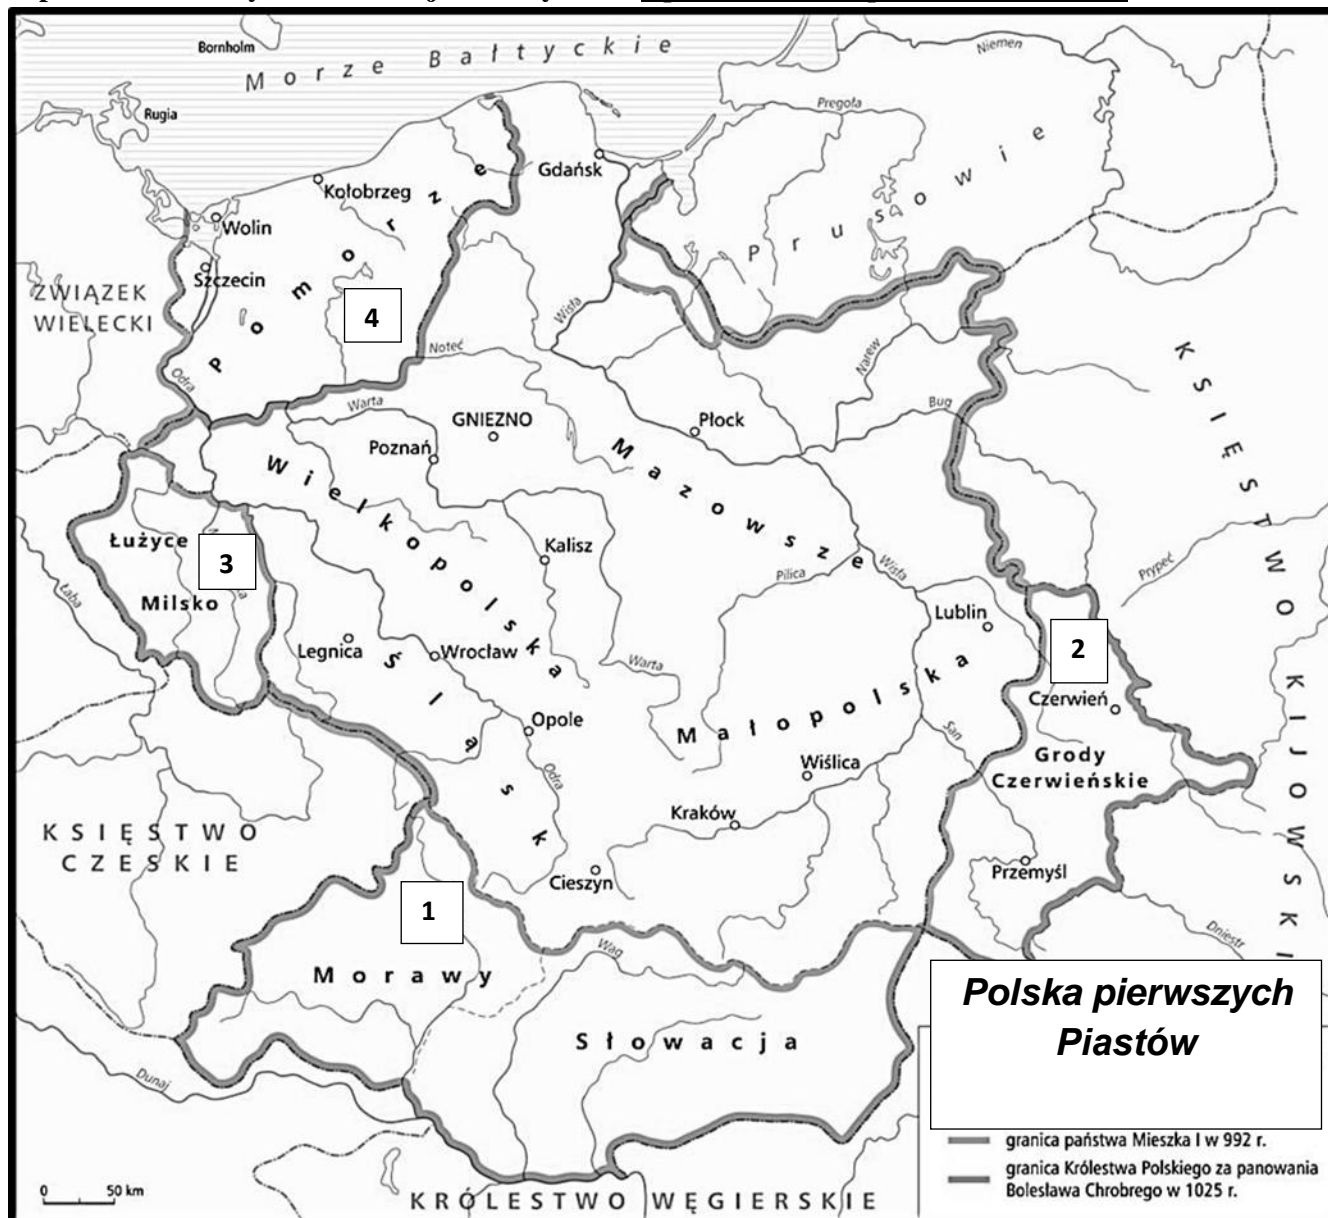 Bornholm
Morze Bałtyckie
Niemen
Rugia
Pregoła
Gdańsk
Kołobrzeg
Prusowie
Wolin
Szczecin
Pomorze
ZWIĄZEK
WIELECKI
4
Wisła
Noteć
Narew
KSIĘSTWO KIJOWSKI
Odra
Warta
GNIEZNO
Płock
Bug
Poznań
Wielkopolska
Mazowsze
Łużyce
3
Kalisz
Pilica
Wisła
Prypeć
Łaba
Milsko
Lublin
Legnica
Wrocław
Śląsk
Warta
2
Małopolska
Czerwień
Opole
San
Grody
Czerwieńskie
Wiślica
Odra
Kraków
KSIĘSTWO
CZESKIE
Cieszyn
Przemyśl
1
Dniestr
Wag
Morawy
Słowacja
Dunaj
Polska pierwszych
Piastów
granica państwa Mieszka I w 992 r.
granica Królestwa Polskiego za panowania
Bolesława Chrobrego w 1025 r.
0 50 km
KRÓLESTWO WĘGIERSKIE